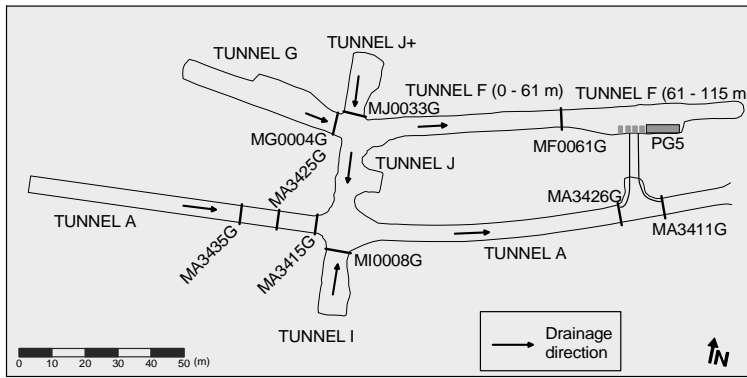 TUNNEL J+
TUNNEL G
TUNNEL F (0 - 61 m)
TUNNEL F (61 - 115 m
MJ0033G
MG0004G
MF0061G
PG5
MA3425G
TUNNEL J
TUNNEL A
MA3435G
MA3415G
MI0008G
MA3426G
MA3411G
TUNNEL A
TUNNEL I
Drainage
direction
0 10 20 30 40 50 (m)
N